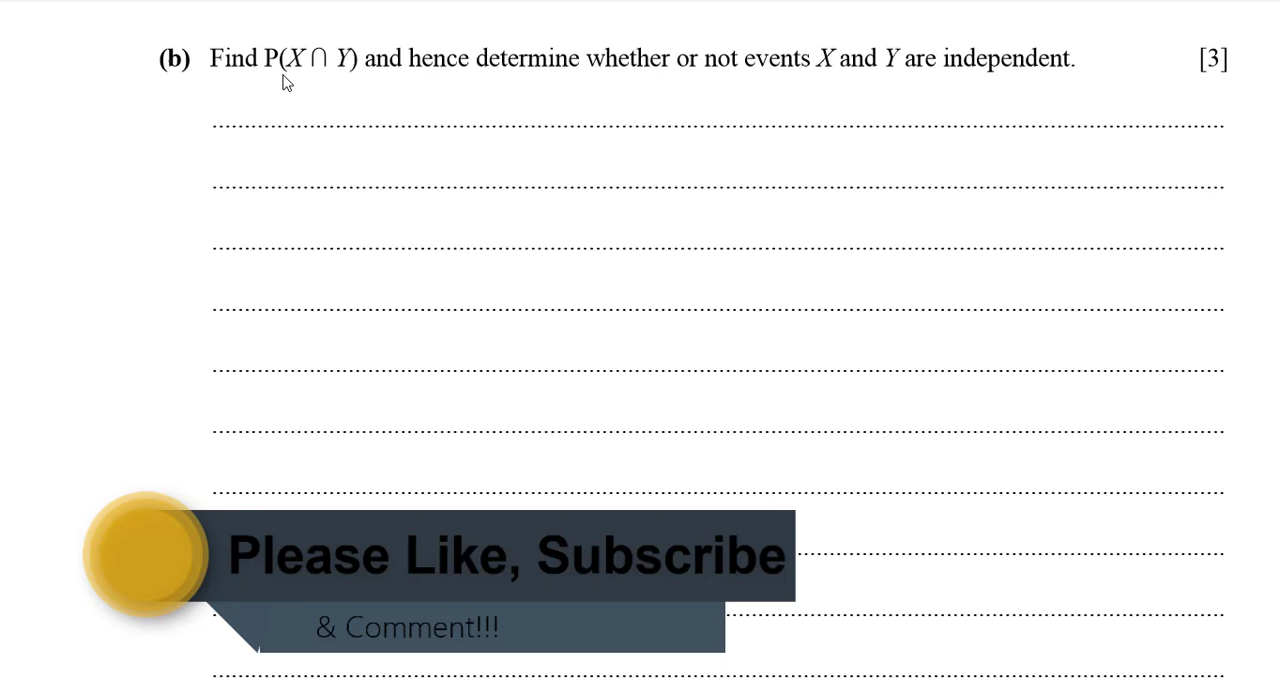 (b) Find P(X ∩ Y) and hence determine whether or not events X and Y are independent. [3]
Please Like, Subscribe
& Comment!!!